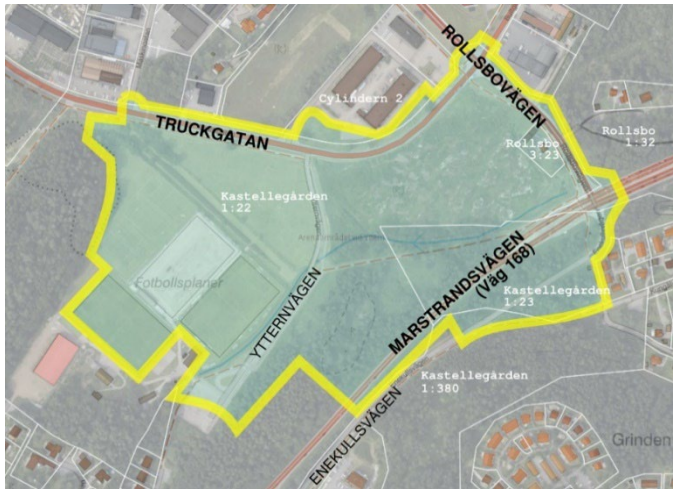 ROLLSBOVÄGEN
Cylindern 2
TRUCKGATAN
Rollsbo
1:32
Rollsbo
3:23
Kastellegården
1:22
MARSTRANDSVÄGEN
(Väg 168)
Fotbollsplaner
YTTERNVÄGEN
Kastellegården
1:23
Kastellegården
1:380
ENEKULLSVÄGEN
Grinden